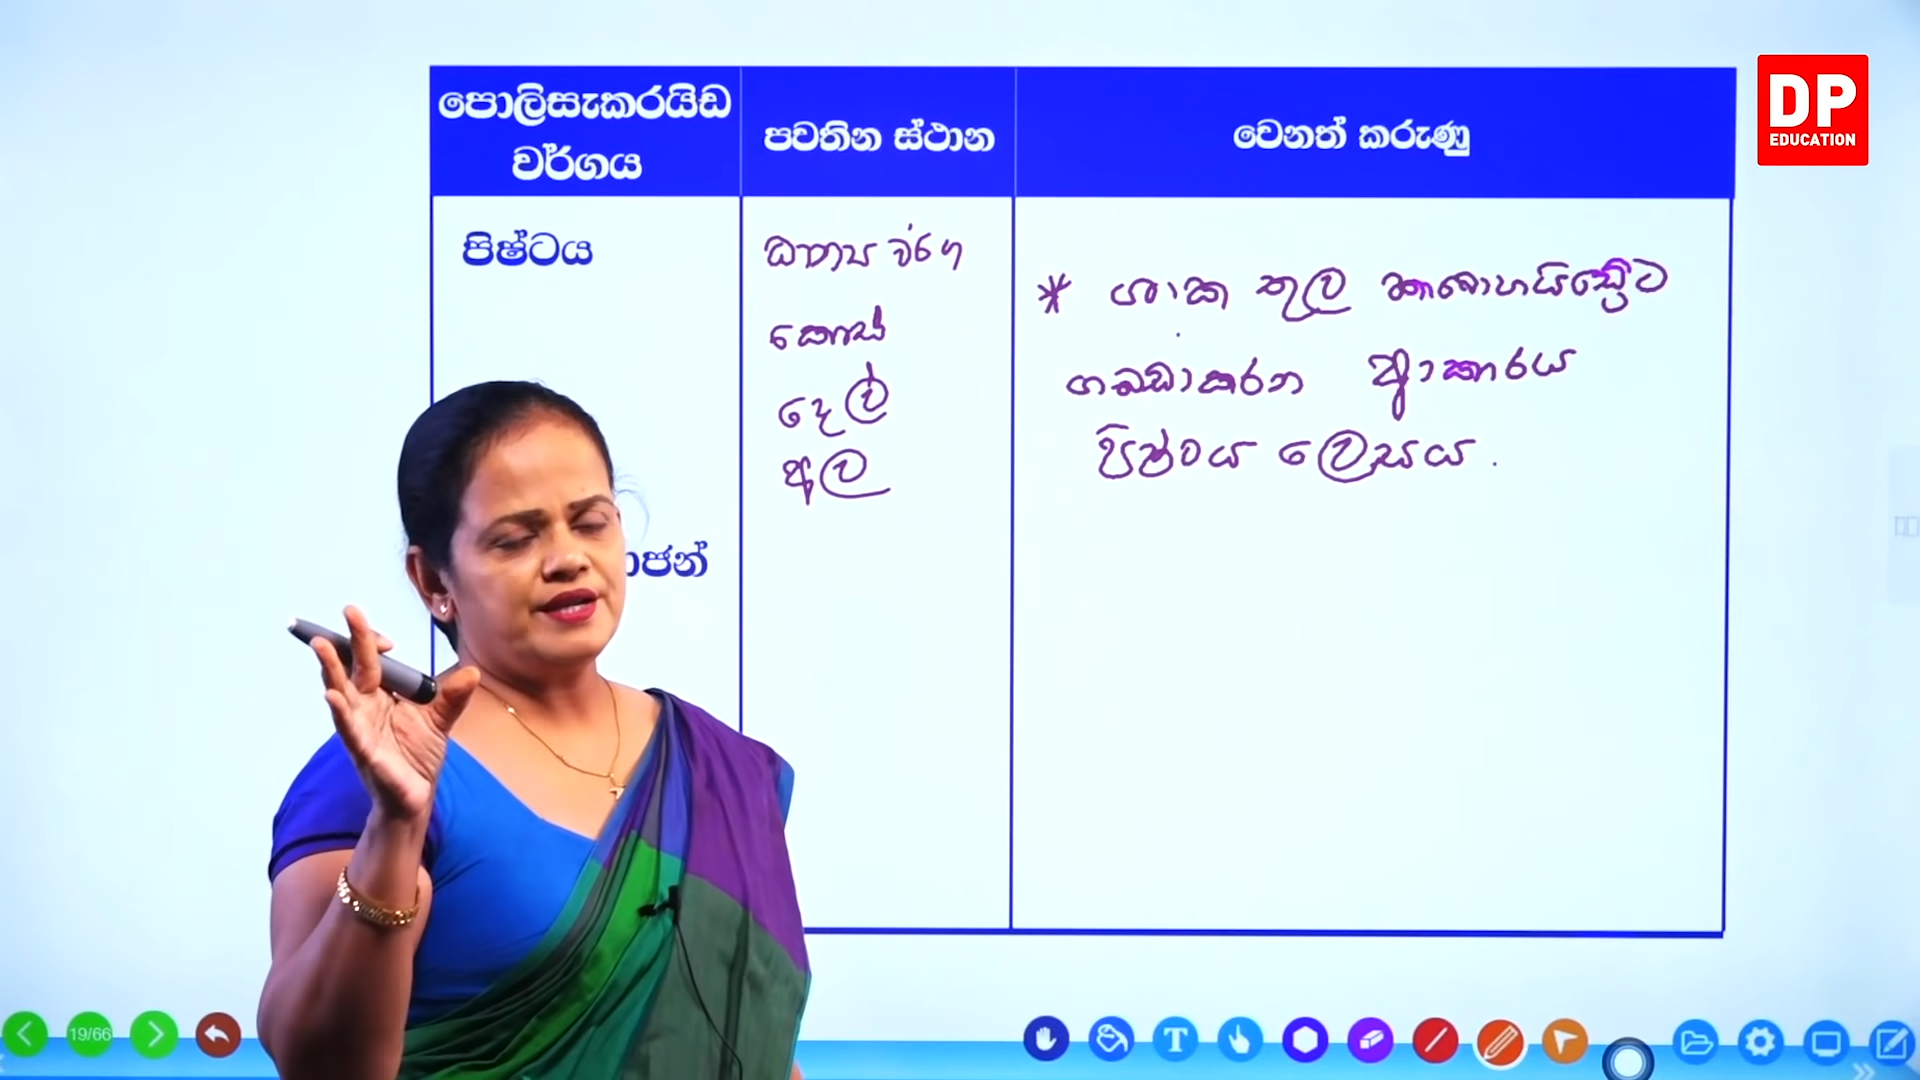 DP
EDUCATION
පොලිසැකරයිඩ
වර්ගය
පවතින ස්ථාන
වෙනත් කරුණු
පිෂ්ටය
ධාන්‍ය වර්ග
කොස්
දෙල්
අල
* ශාක තුල කාබොහයිඩ්‍රේට
ගබඩාකරන ආකාරය
පිෂ්ටය ලෙසය.
ාජන්
19/66